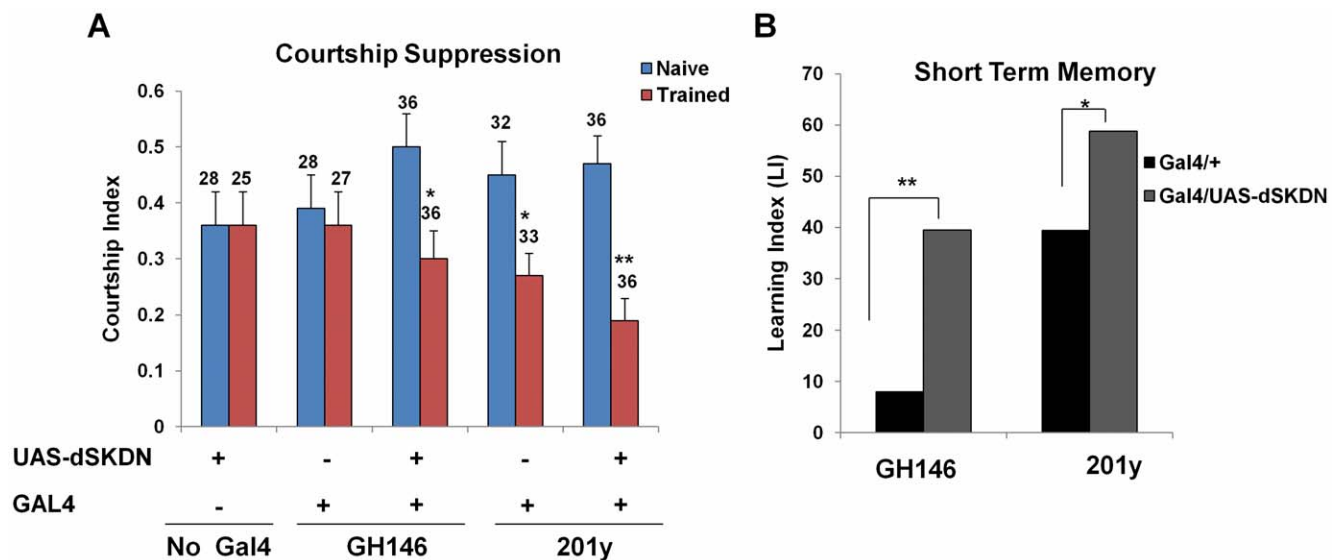 A
Courtship Suppression
Naive
Trained
Courtship Index
0.6
0.5
0.4
0.3
0.2
0.1
0
28
25
28
27
36
*
36
32
*
33
36
**
36
UAS-dSKDN + - + - +
GAL4 - + + + +
No Gal4 GH146 201y
B
Short Term Memory
Gal4/+
Gal4/UAS-dSKDN
Learning Index (LI)
70
60
50
40
30
20
10
0
**
*
GH146 201y